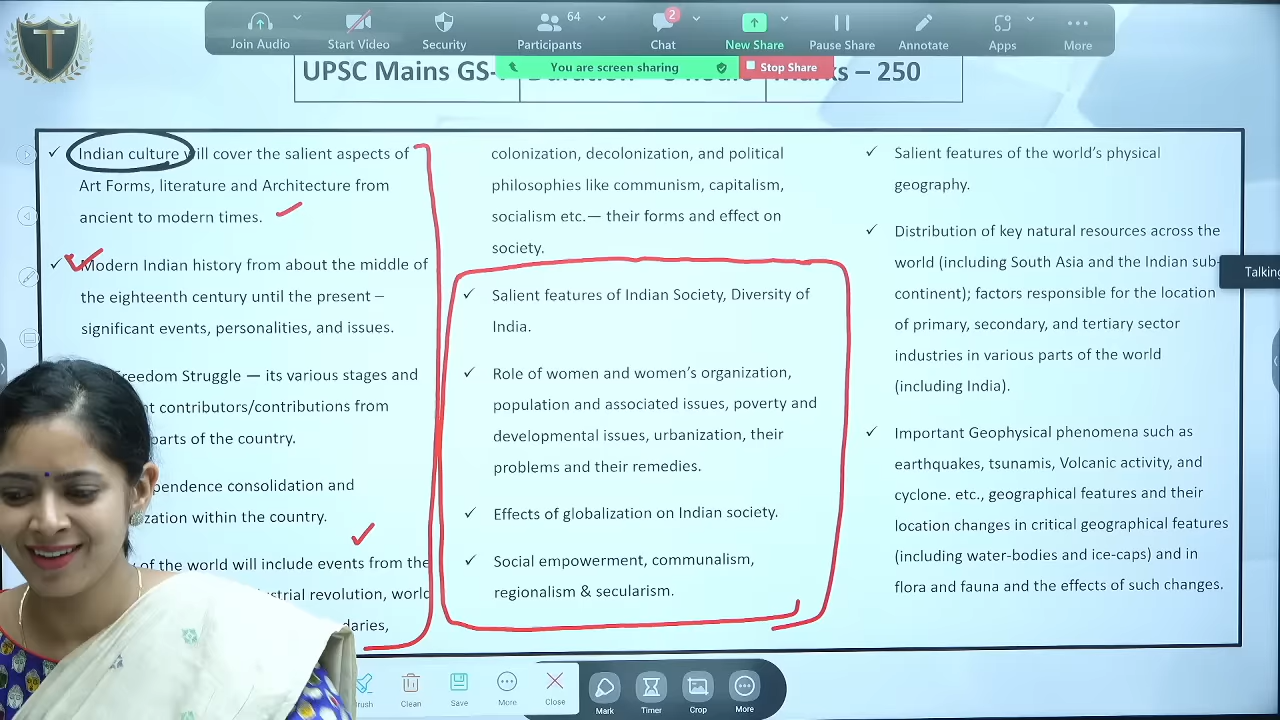 T
64
2
Join Audio
Start Video
Security
Participants
Chat
New Share
Pause Share
Annotate
Apps
More
You are screen sharing
Stop Share
UPSC Mains GS-
– 250
Indian culture will cover the salient aspects of
Art Forms, literature and Architecture from
ancient to modern times.
Modern Indian history from about the middle of
the eighteenth century until the present –
significant events, personalities, and issues.
Freedom Struggle — its various stages and
contributors/contributions from
parts of the country.
consolidation and
within the country.
of the world will include events from the
revolution, world
colonization, decolonization, and political
philosophies like communism, capitalism,
socialism etc.— their forms and effect on
society.
Salient features of Indian Society, Diversity of
India.
Role of women and women’s organization,
population and associated issues, poverty and
developmental issues, urbanization, their
problems and their remedies.
Effects of globalization on Indian society.
Social empowerment, communalism,
regionalism & secularism.
Salient features of the world’s physical
geography.
Distribution of key natural resources across the
world (including South Asia and the Indian sub-
continent); factors responsible for the location
of primary, secondary, and tertiary sector
industries in various parts of the world
(including India).
Important Geophysical phenomena such as
earthquakes, tsunamis, Volcanic activity, and
cyclone. etc., geographical features and their
location changes in critical geographical features
(including water-bodies and ice-caps) and in
flora and fauna and the effects of such changes.
Talking
Clean
Save
More
Close
Mark
Timer
Crop
More